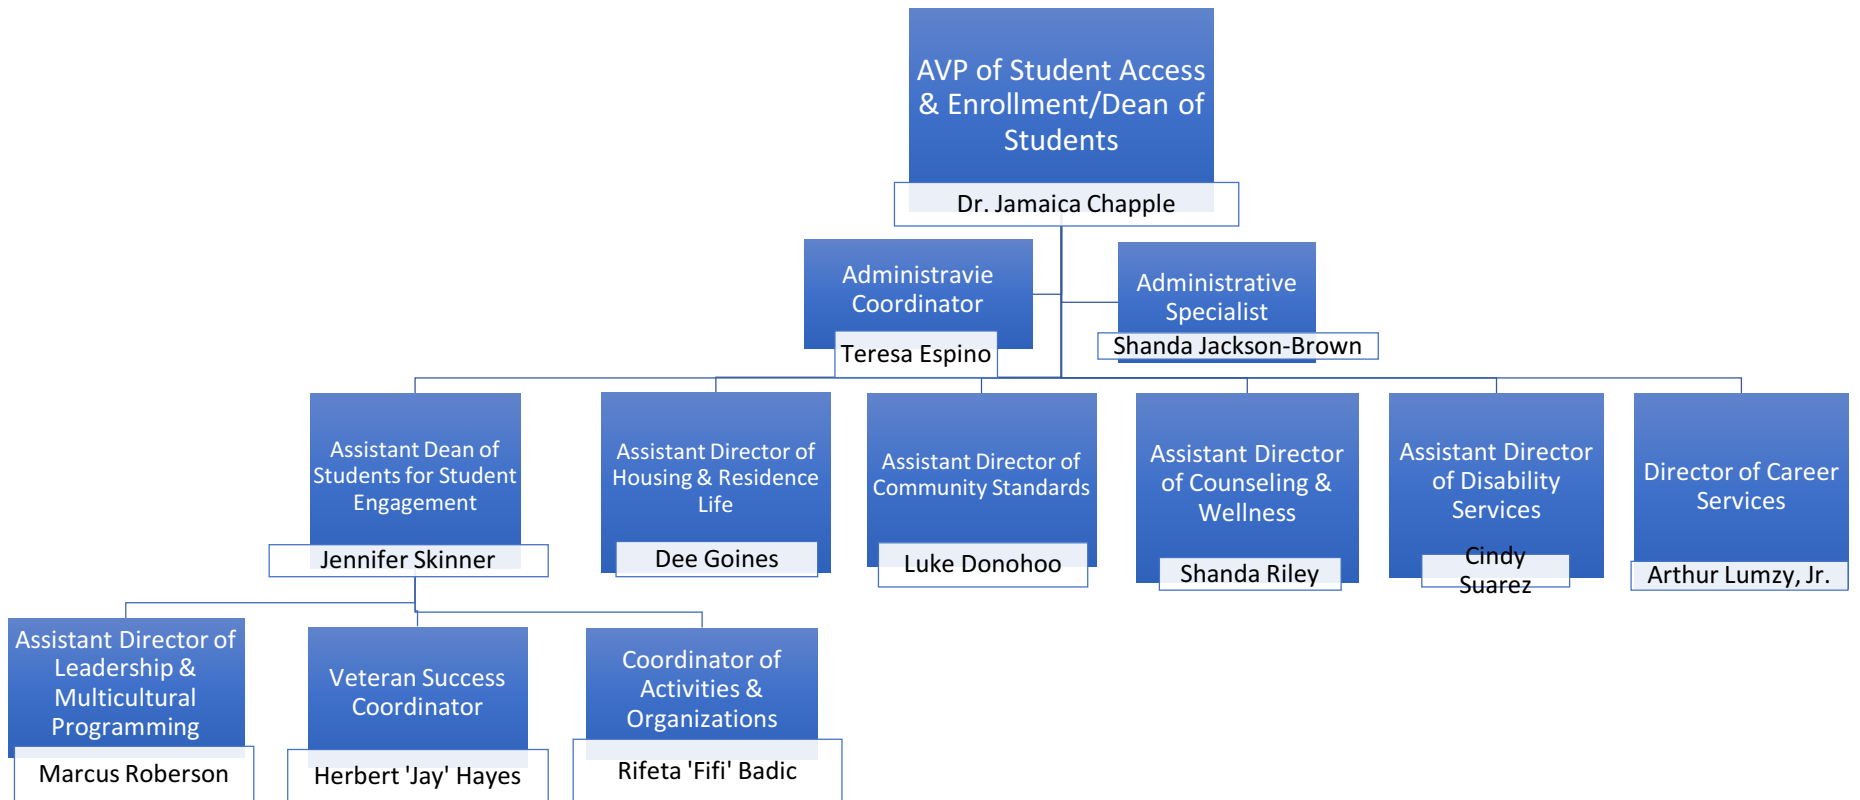 AVP of Student Access
& Enrollment/Dean of
Students
Dr. Jamaica Chapple
Administravie
Coordinator
Teresa Espino
Administrative
Specialist
Shanda Jackson-Brown
Assistant Dean of
Students for Student
Engagement
Jennifer Skinner
Assistant Director of
Housing & Residence
Life
Dee Goines
Assistant Director of
Community Standards
Luke Donohoo
Assistant Director
of Counseling &
Wellness
Shanda Riley
Assistant Director
of Disability
Services
Cindy
Suarez
Director of Career
Services
Arthur Lumzy, Jr.
Assistant Director of
Leadership &
Multicultural
Programming
Marcus Roberson
Veteran Success
Coordinator
Herbert 'Jay' Hayes
Coordinator of
Activities &
Organizations
Rifeta 'Fifi' Badic